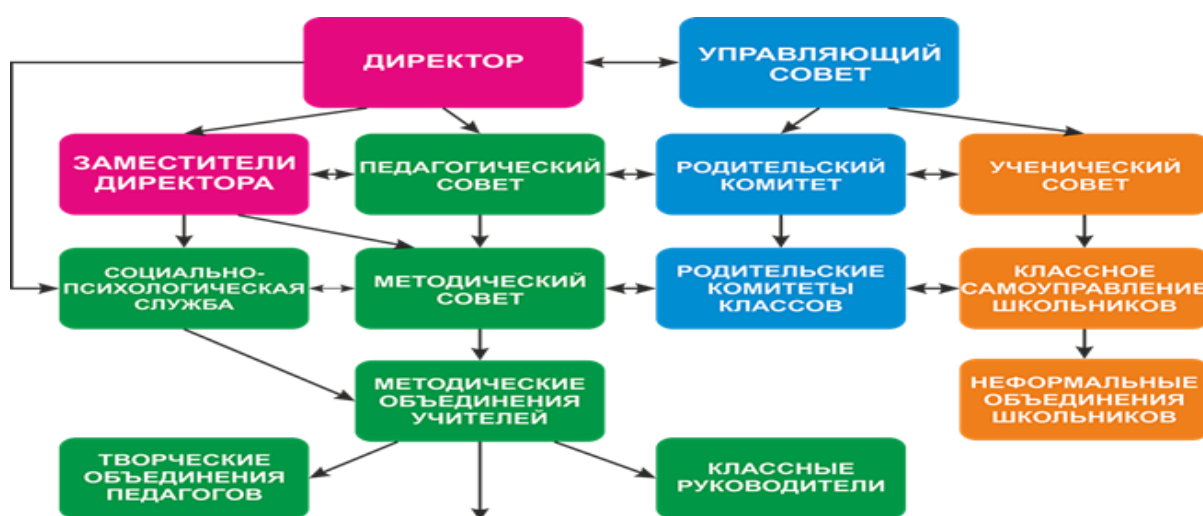 ДИРЕКТОР
УПРАВЛЯЮЩИЙ
СОВЕТ
ЗАМЕСТИТЕЛИ
ДИРЕКТОРА
ПЕДАГОГИЧЕСКИЙ
СОВЕТ
РОДИТЕЛЬСКИЙ
КОМИТЕТ
УЧЕНИЧЕСКИЙ
СОВЕТ
СОЦИАЛЬНО-
ПСИХОЛОГИЧЕСКАЯ
СЛУЖБА
МЕТОДИЧЕСКИЙ
СОВЕТ
РОДИТЕЛЬСКИЕ
КОМИТЕТЫ
КЛАССОВ
КЛАССНОЕ
САМОУПРАВЛЕНИЕ
ШКОЛЬНИКОВ
МЕТОДИЧЕСКИЕ
ОБЪЕДИНЕНИЯ
УЧИТЕЛЕЙ
НЕФОРМАЛЬНЫЕ
ОБЪЕДИНЕНИЯ
ШКОЛЬНИКОВ
ТВОРЧЕСКИЕ
ОБЪЕДИНЕНИЯ
ПЕДАГОГОВ
КЛАССНЫЕ
РУКОВОДИТЕЛИ